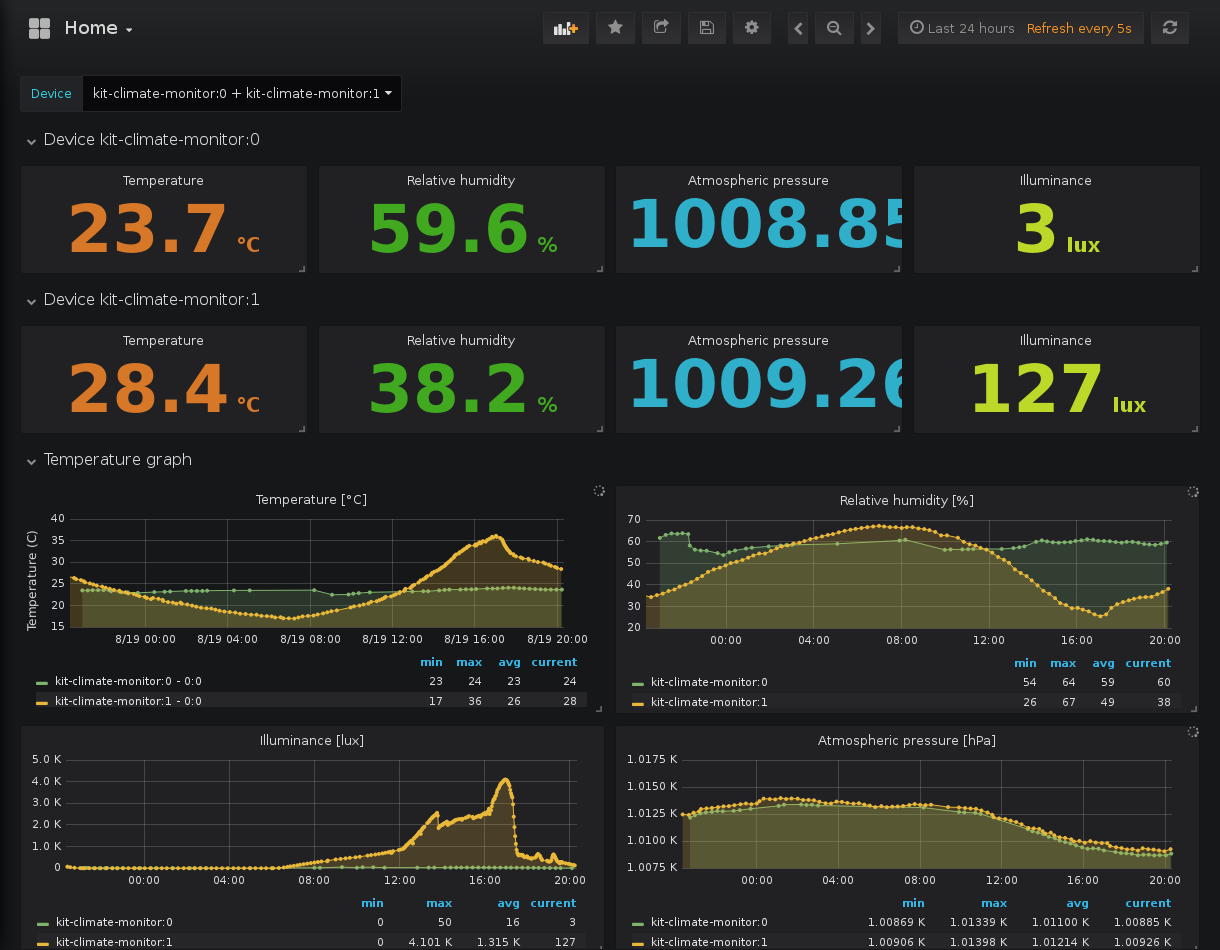 Home
Last 24 hours Refresh every 5s
Device kit-climate-monitor:0 + kit-climate-monitor:1
Device kit-climate-monitor:0
Temperature Relative humidity Atmospheric pressure Illuminance
23.7 °C 59.6 % 1008.85 3 lux
Device kit-climate-monitor:1
Temperature Relative humidity Atmospheric pressure Illuminance
28.4 °C 38.2 % 1009.26 127 lux
Temperature graph
Temperature [°C]
Temperature (C)
40
35
30
25
20
15
8/19 00:00 8/19 04:00 8/19 08:00 8/19 12:00 8/19 16:00 8/19 20:00
min max avg current
kit-climate-monitor:0 - 0:0 23 24 23 24
kit-climate-monitor:1 - 0:0 17 36 26 28
Relative humidity [%]
70
60
50
40
30
20
00:00 04:00 08:00 12:00 16:00 20:00
min max avg current
kit-climate-monitor:0 54 64 59 60
kit-climate-monitor:1 26 67 49 38
Illuminance [lux]
5.0 K
4.0 K
3.0 K
2.0 K
1.0 K
0
00:00 04:00 08:00 12:00 16:00 20:00
min max avg current
kit-climate-monitor:0 0 50 16 3
kit-climate-monitor:1 0 4.101 K 1.315 K 127
Atmospheric pressure [hPa]
1.0175 K
1.0150 K
1.0125 K
1.0100 K
1.0075 K
00:00 04:00 08:00 12:00 16:00 20:00
min max avg current
kit-climate-monitor:0 1.00869 K 1.01339 K 1.01100 K 1.00885 K
kit-climate-monitor:1 1.00906 K 1.01398 K 1.01214 K 1.00926 K